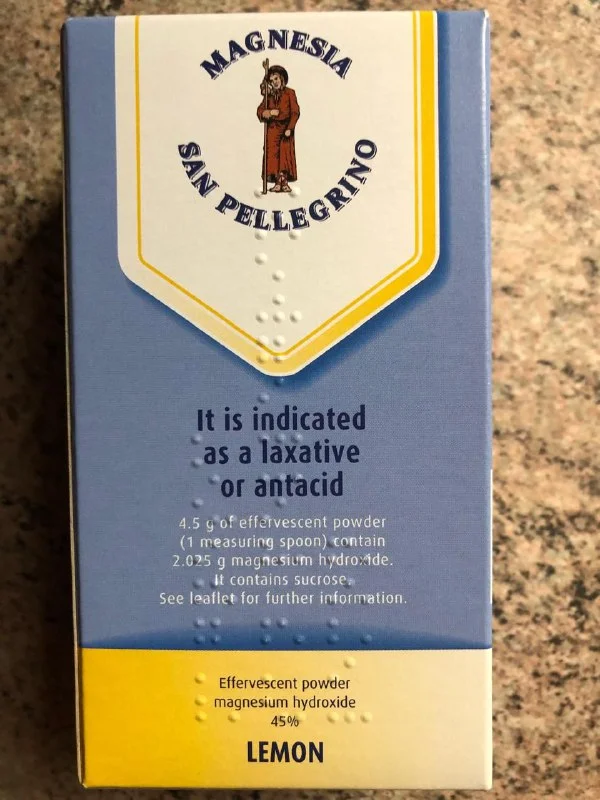 MAGNESIA
SAN PELLEGRINO
It is indicated
as a laxative
or antacid
4.5 g of effervescent powder
(1 measuring spoon) contain
2.025 g magnesium hydroxide.
It contains sucrose.
See leaflet for further information.
Effervescent powder
magnesium hydroxide
45%
LEMON